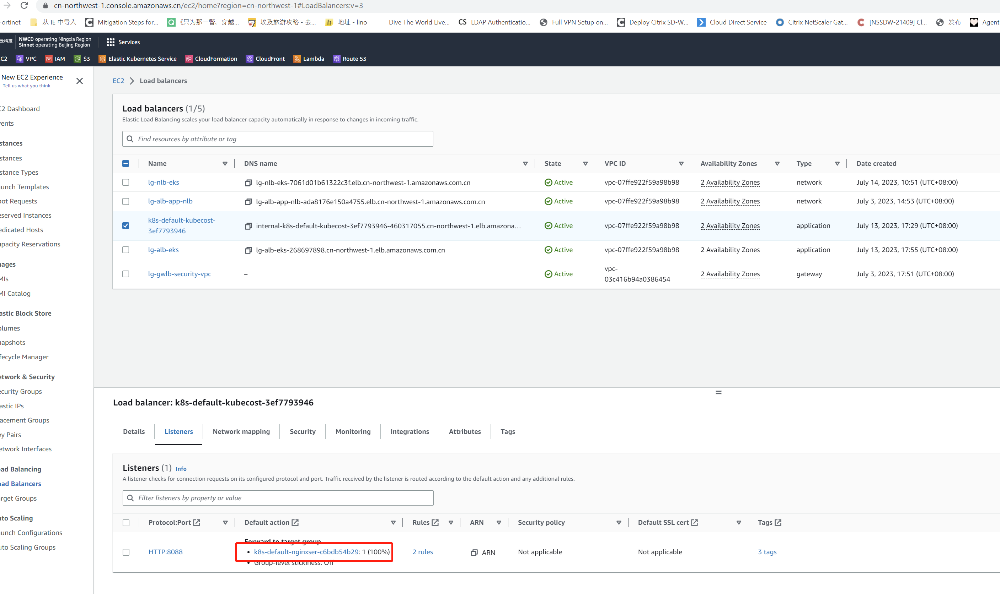 cn-northwest-1.console.amazonaws.cn/ec2/home?region=cn-northwest-1#LoadBalancers:v=3
Fortinet 从 IE 中导入 Mitigation Steps for... 《只为那一瞥，穿越... 埃及旅游攻略 - 去... 地址 - lino Dive The World Live... CS LDAP Authenticatio... Full VPN Setup on... Deploy Citrix SD-W... Cloud Direct Service Citrix NetScaler Gat... [NSSDW-21409] Cl... 发布 Agent
云科技 NWCD operating Ningxia Region
Sinnet operating Beijing Region
Services
C2 VPC IAM S3 Elastic Kubernetes Service CloudFormation CloudFront Lambda Route 53
New EC2 Experience
Tell us what you think
C2 Dashboard
vents
stances
stances
stance Types
unch Templates
oot Requests
eserved Instances
edicated Hosts
apacity Reservations
nages
MIs
MI Catalog
astic Block Store
olumes
napshots
fecycle Manager
etwork & Security
ecurity Groups
astic IPs
acement Groups
ey Pairs
etwork Interfaces
oad Balancing
oad Balancers
arget Groups
uto Scaling
unch Configurations
uto Scaling Groups
EC2 Load balancers
Load balancers (1/5)
Elastic Load Balancing scales your load balancer capacity automatically in response to changes in incoming traffic.
Find resources by attribute or tag
Name DNS name State VPC ID Availability Zones Type Date created
lg-nlb-eks lg-nlb-eks-7061d01b61322c3f.elb.cn-northwest-1.amazonaws.com.cn Active vpc-07ffe922f59a98b98 2 Availability Zones network July 14, 2023, 10:51 (UTC+08:00)
lg-alb-app-nlb lg-alb-app-nlb-ada8176e150a4755.elb.cn-northwest-1.amazonaws.com.cn Active vpc-07ffe922f59a98b98 2 Availability Zones network July 3, 2023, 14:53 (UTC+08:00)
k8s-default-kubecost-
3ef7793946 internal-k8s-default-kubecost-3ef7793946-460317055.cn-northwest-1.elb.amazona... Active vpc-07ffe922f59a98b98 2 Availability Zones application July 13, 2023, 17:29 (UTC+08:00)
lg-alb-eks lg-alb-eks-268697898.cn-northwest-1.elb.amazonaws.com.cn Active vpc-07ffe922f59a98b98 2 Availability Zones application July 13, 2023, 17:55 (UTC+08:00)
lg-gwlb-security-vpc – Active vpc-
03c416b94a0386454 2 Availability Zones gateway July 3, 2023, 17:51 (UTC+08:00)
Load balancer: k8s-default-kubecost-3ef7793946
Details Listeners Network mapping Security Monitoring Integrations Attributes Tags
Listeners (1) Info
A listener checks for connection requests on its configured protocol and port. Traffic received by the listener is routed according to the default action and any additional rules.
Filter listeners by property or value
Protocol:Port Default action Rules ARN Security policy Default SSL cert Tags
Forward to target group
HTTP:8088 • k8s-default-nginxser-c6bdb54b29: 1 (100%) 2 rules ARN Not applicable Not applicable 3 tags
• Group-level stickiness: Off